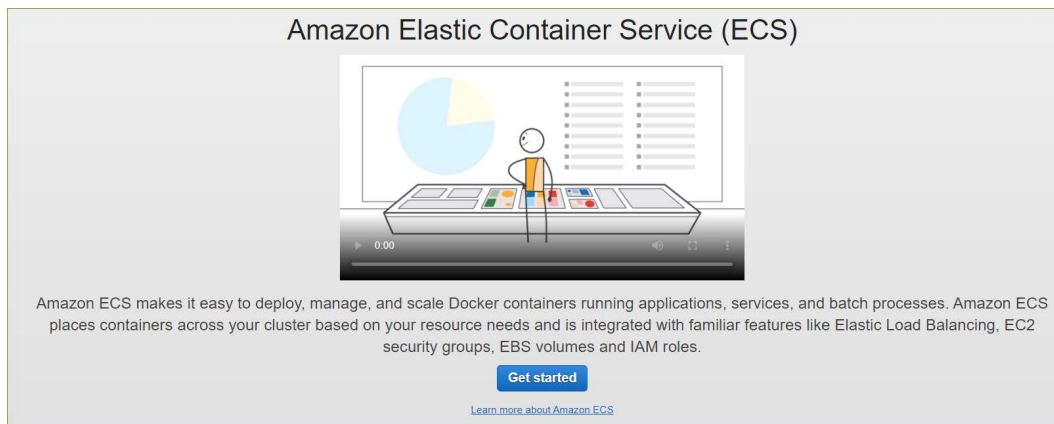 Amazon Elastic Container Service (ECS)
0:00
Amazon ECS makes it easy to deploy, manage, and scale Docker containers running applications, services, and batch processes. Amazon ECS
places containers across your cluster based on your resource needs and is integrated with familiar features like Elastic Load Balancing, EC2
security groups, EBS volumes and IAM roles.
Get started
Learn more about Amazon ECS